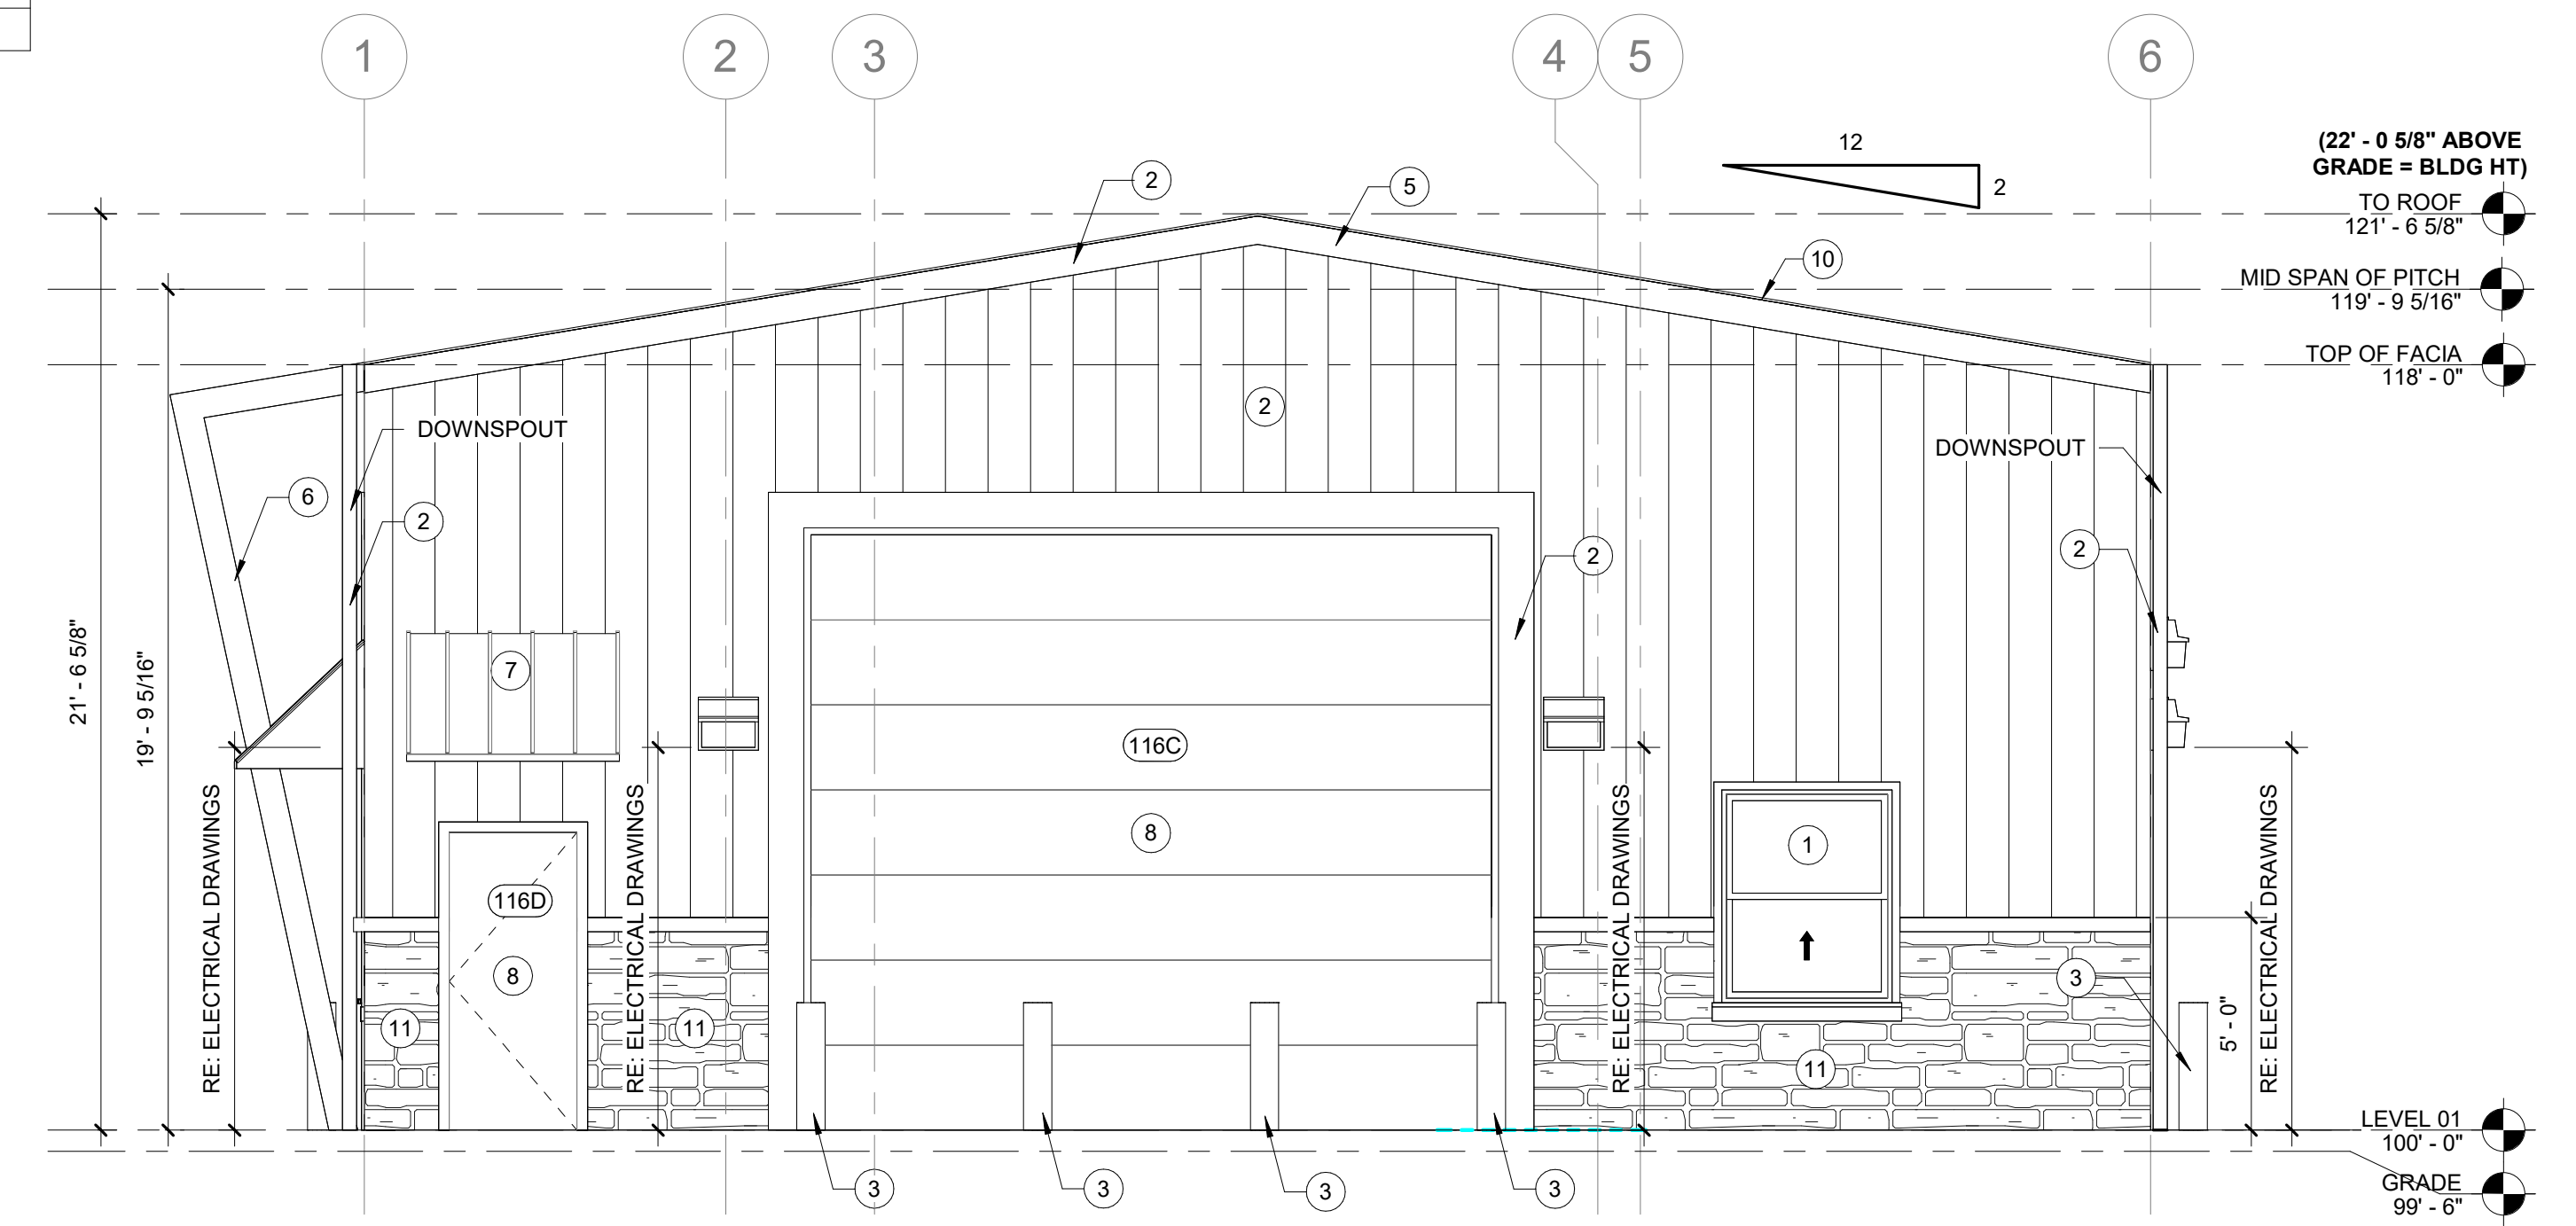 1
2
3
4
5
6
12
2
(22' - 0 5/8" ABOVE
GRADE = BLDG HT)
TO ROOF
121' - 6 5/8"
MID SPAN OF PITCH
119' - 9 5/16"
TOP OF FACIA
118' - 0"
2
5
10
2
DOWNSPOUT
DOWNSPOUT
6
2
2
2
21' - 6 5/8"
19' - 9 5/16"
7
116C
8
1
116D
8
RE: ELECTRICAL DRAWINGS
RE: ELECTRICAL DRAWINGS
RE: ELECTRICAL DRAWINGS
RE: ELECTRICAL DRAWINGS
3
5' - 0"
11
11
11
LEVEL 01
100' - 0"
3
3
3
3
GRADE
99' - 6"